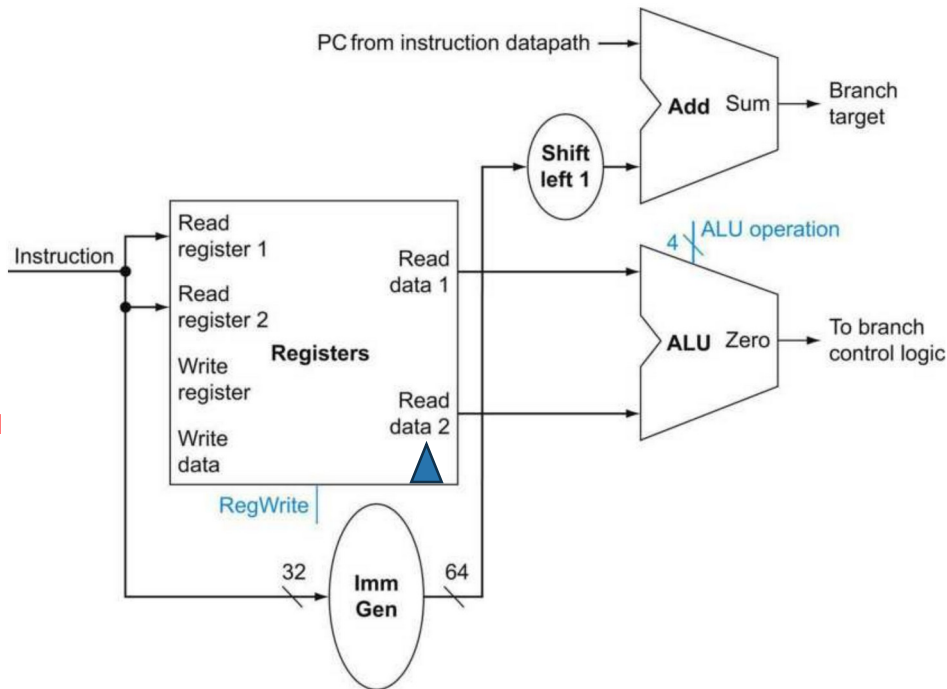 PC from instruction datapath
Add Sum
Branch
target
Shift
left 1
Instruction
Read
register 1
Read
register 2
Write
register
Write
data
Registers
Read
data 1
Read
data 2
RegWrite
4
ALU operation
ALU Zero
To branch
control logic
32
Imm
Gen
64